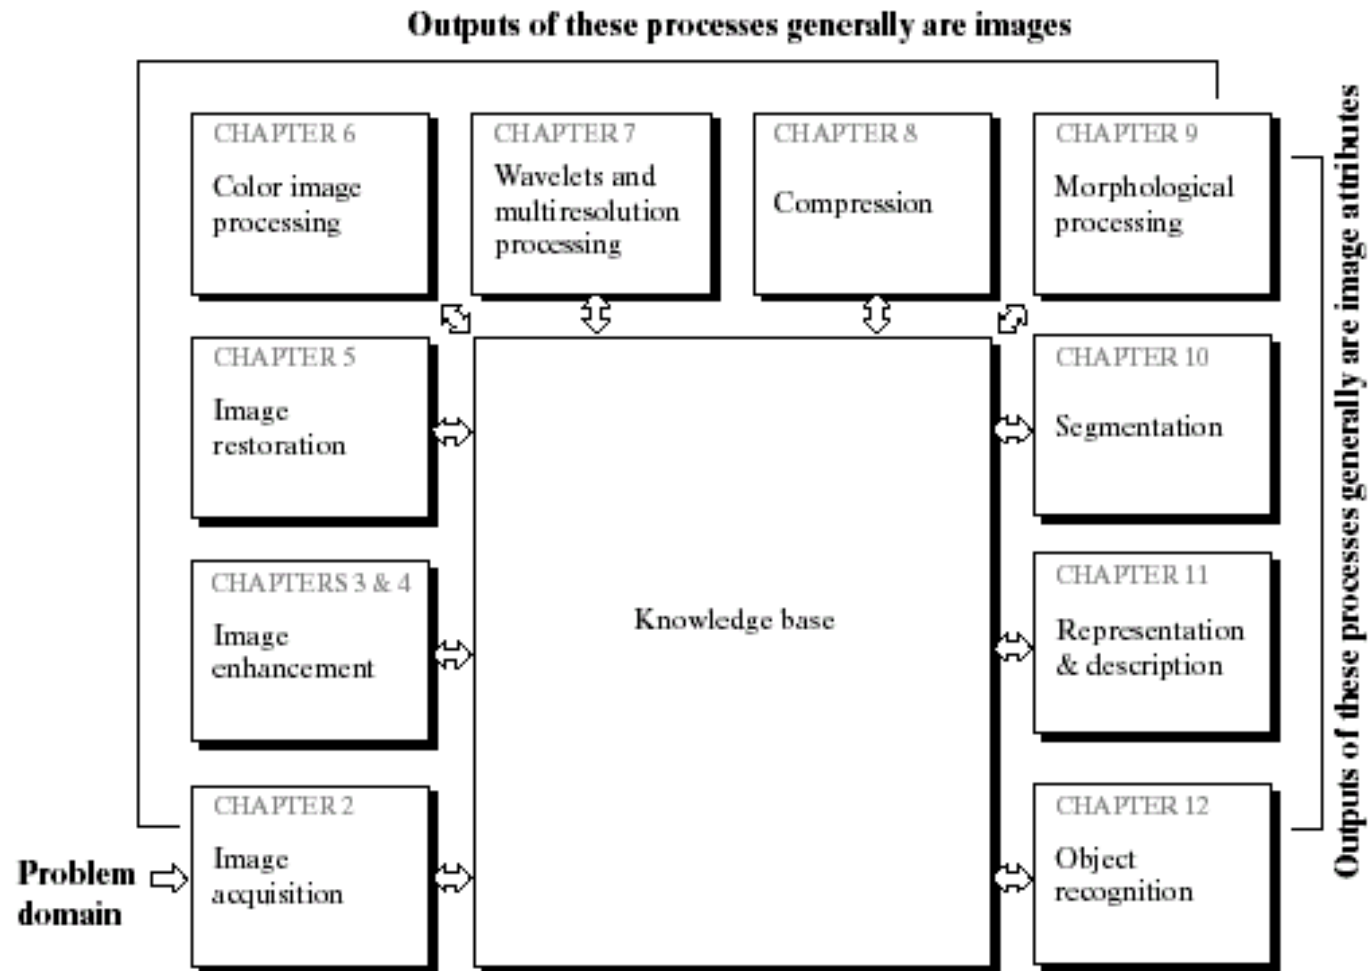 Outputs of these processes generally are images
CHAPTER 6
Color image
processing
CHAPTER 7
Wavelets and
multiresolution
processing
CHAPTER 8
Compression
CHAPTER 9
Morphological
processing
CHAPTER 5
Image
restoration
CHAPTERS 3 & 4
Image
enhancement
CHAPTER 2
Image
acquisition
Problem
domain
Knowledge base
CHAPTER 10
Segmentation
CHAPTER 11
Representation
& description
CHAPTER 12
Object
recognition
Outputs of these processes generally are image attributes